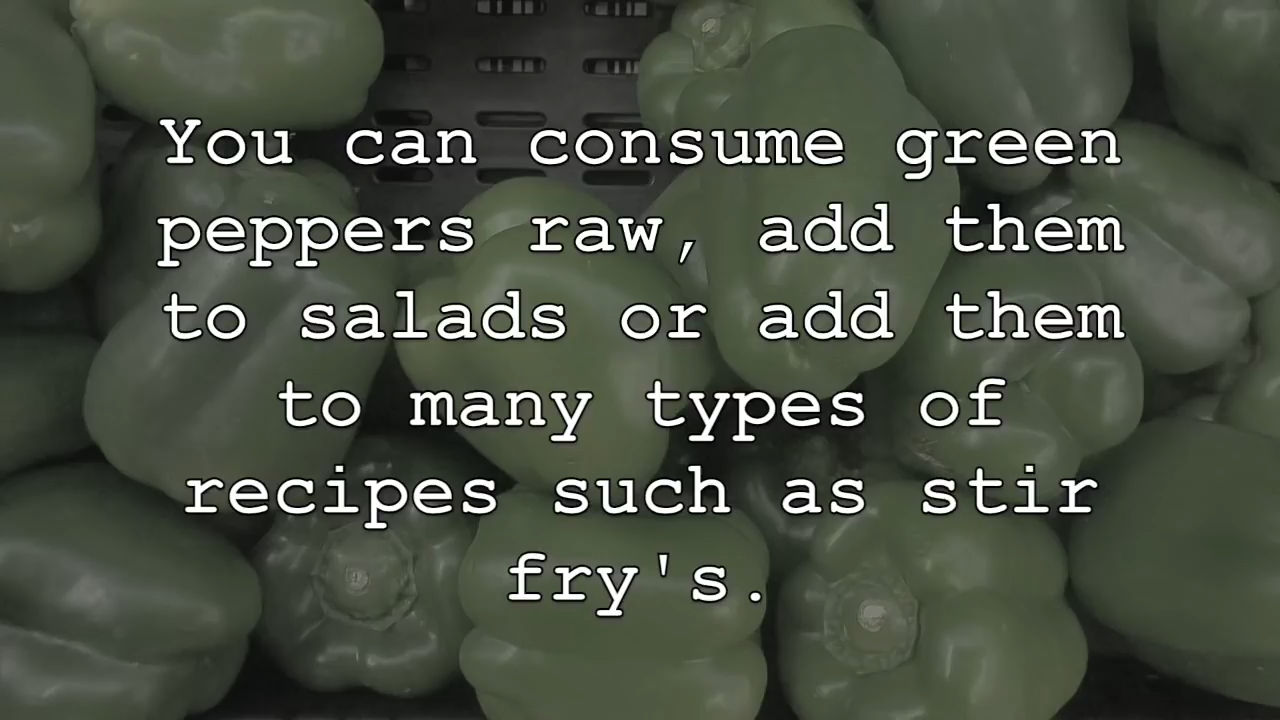 You can consume green
peppers raw, add them
to salads or add them
to many types of
recipes such as stir
fry's.